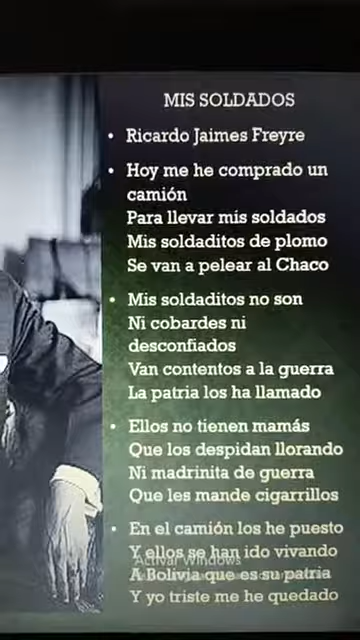 MIS SOLDADOS
• Ricardo Jaimes Freyre
• Hoy me he comprado un
camión
Para llevar mis soldados
Mis soldaditos de plomo
Se van a pelear al Chaco
• Mis soldaditos no son
Ni cobardes ni
desconfiados
Van contentos a la guerra
La patria los ha llamado
• Ellos no tienen mamás
Que los despidan llorando
Ni madrinita de guerra
Que les mande cigarrillos
• En el camión los he puesto
Y ellos se han ido vivando
Activar Windows
A Bolivia que es su patria
Y yo triste me he quedado